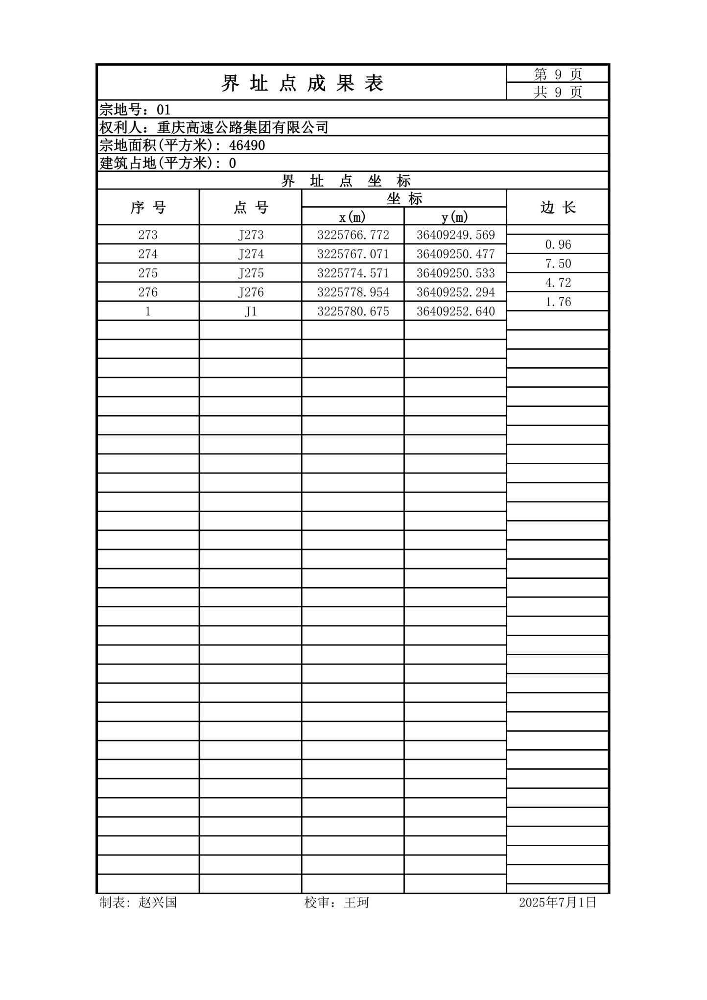 界 址 点 成 果 表
第 9 页
共 9 页
宗地号: 01
权利人: 重庆高速公路集团有限公司
宗地面积(平方米): 46490
建筑占地(平方米): 0
界 址 点 坐 标
序 号 点 号 坐 标 边 长
x(m) y(m)
273 J273 3225766.772 36409249.569
0.96
274 J274 3225767.071 36409250.477
7.50
275 J275 3225774.571 36409250.533
4.72
276 J276 3225778.954 36409252.294
1.76
1 J1 3225780.675 36409252.640
制表: 赵兴国 校审: 王珂 2025年7月1日